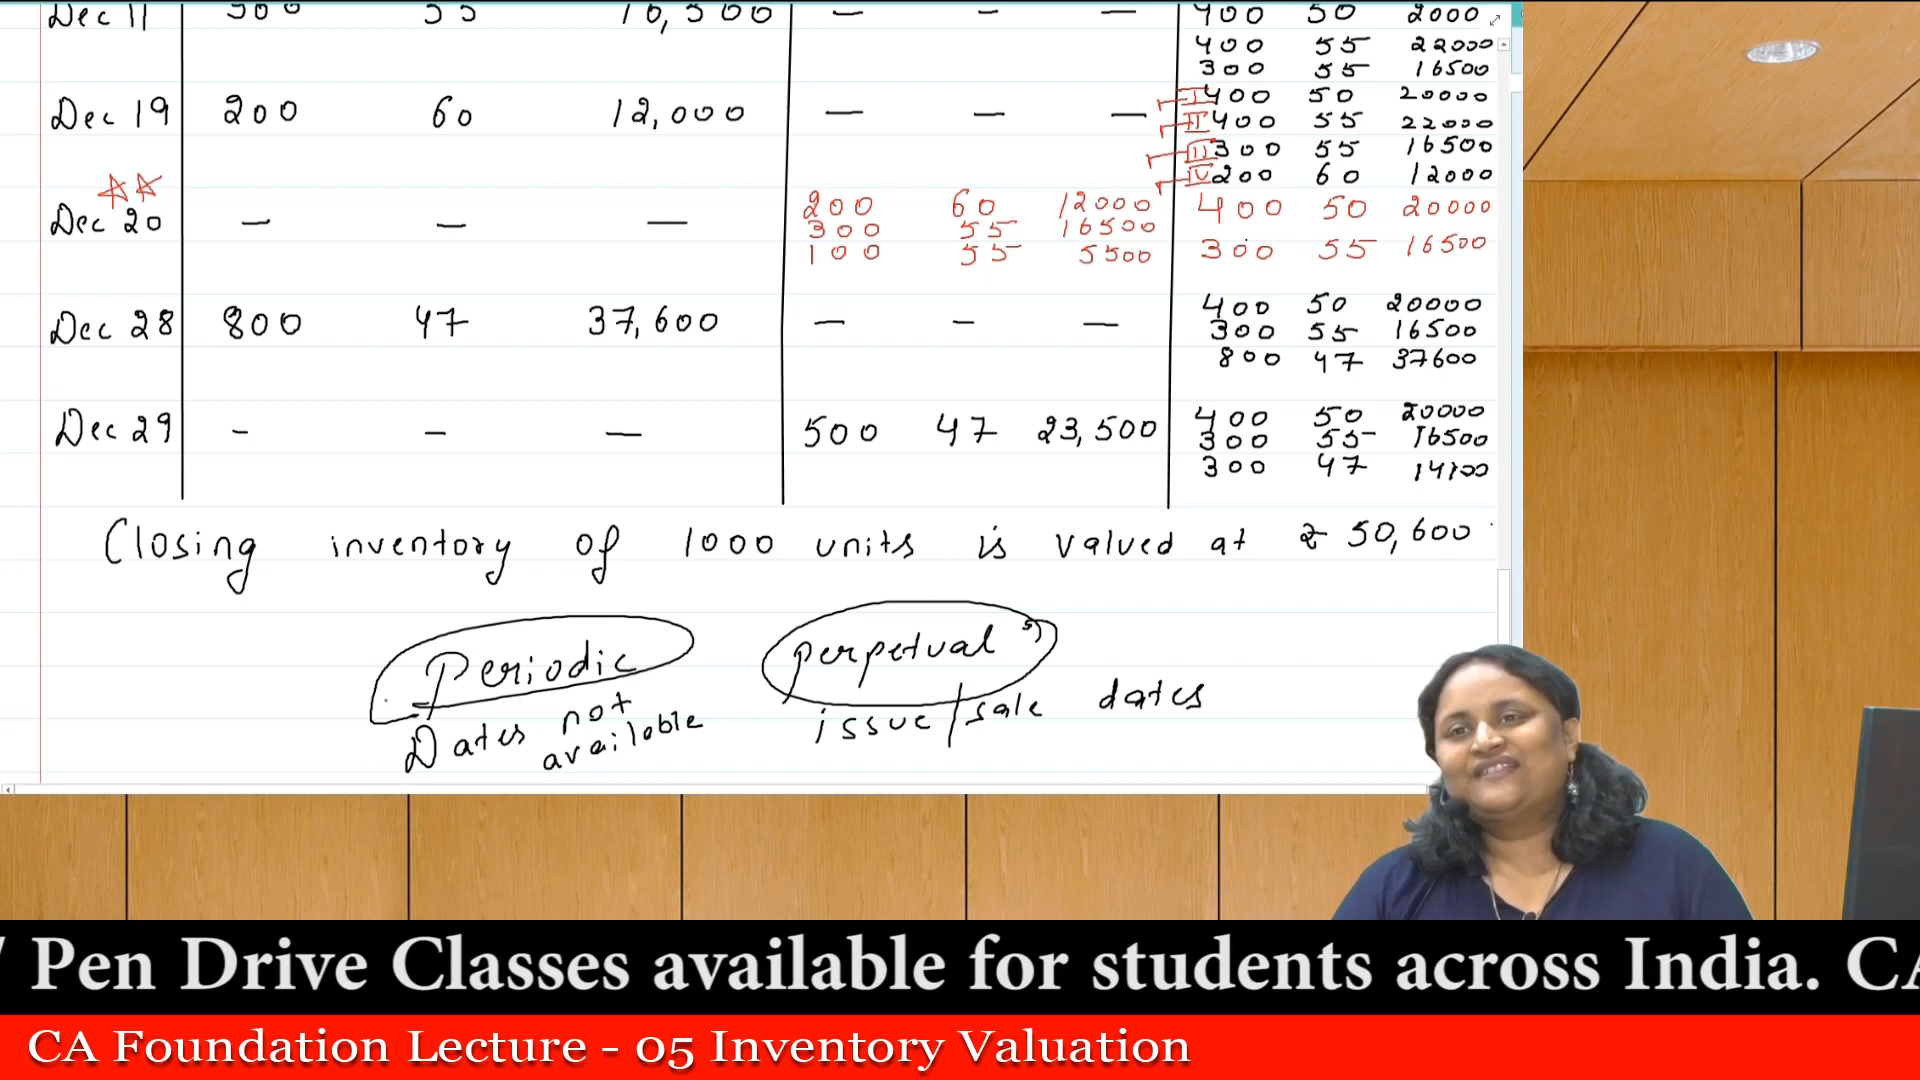 Dec 11 300 55 16,500 — — — 400 50 2000
400 55 22000
300 55 16500
Dec 19 200 60 12,000 — — — I 400 50 20000
II 400 55 22000
III 300 55 16500
IV 200 60 12000
Dec 20 — — — 200 60 12000 400 50 20000
300 55 16500
100 55 5500 300 55 16500
Dec 28 800 47 37,600 — — — 400 50 20000
300 55 16500
800 47 37600
Dec 29 - - — 500 47 23,500 400 50 20000
300 55 16500
300 47 14100
Closing inventory of 1000 units is valued at ₹ 50,600
Periodic perpetual
Dates not available issue/sale dates
Pen Drive Classes available for students across India. CA
CA Foundation Lecture - 05 Inventory Valuation